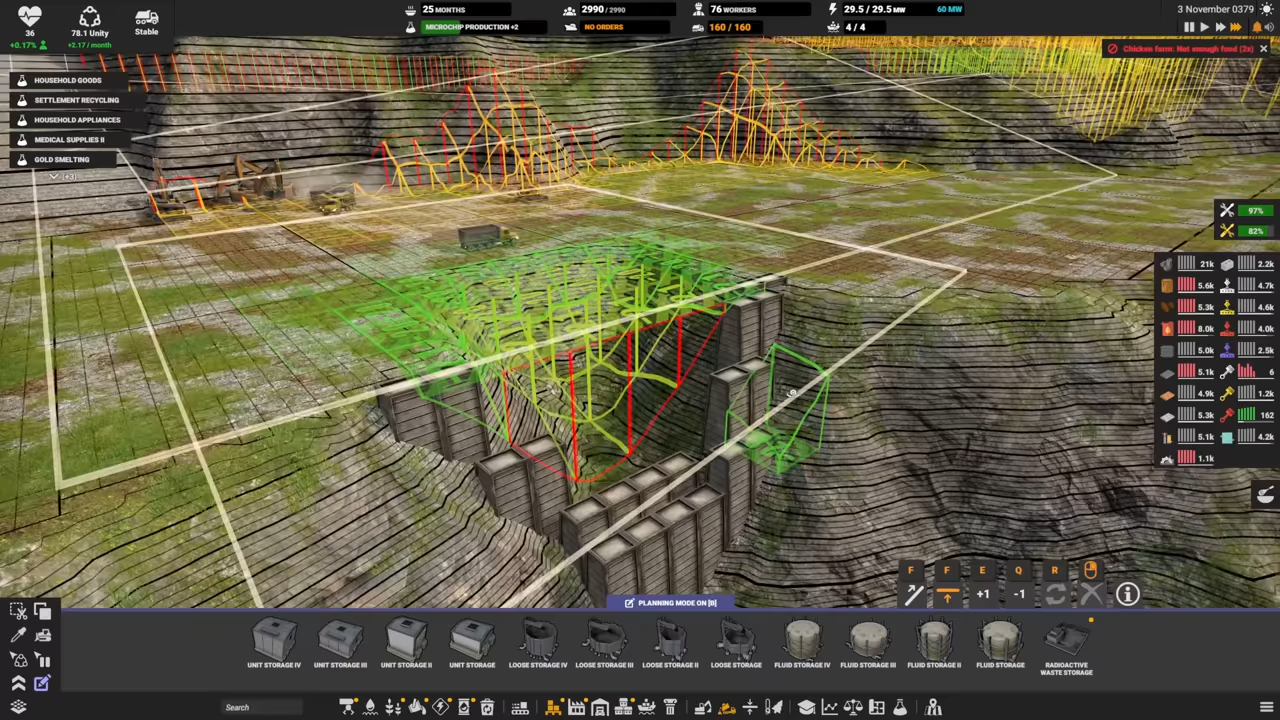 36
+0.17%
78.1 Unity
+2.17 / month
Stable
25 MONTHS
MICROCHIP PRODUCTION +2
2990 / 2990
NO ORDERS
76 WORKERS
160 / 160
29.5 / 29.5 MW
60 MW
4 / 4
3 November 0379
Chicken farm: Not enough food (2x)
HOUSEHOLD GOODS
SETTLEMENT RECYCLING
HOUSEHOLD APPLIANCES
MEDICAL SUPPLIES II
GOLD SMELTING
97%
82%
21k
2.2k
5.6k
4.7k
5.3k
4.6k
8.0k
4.0k
5.0k
2.5k
5.1k
6
4.9k
1.2k
5.3k
162
5.1k
4.2k
1.1k
F
F
E
Q
R
+1
-1
PLANNING MODE ON [B]
UNIT STORAGE IV
UNIT STORAGE III
UNIT STORAGE II
UNIT STORAGE
LOOSE STORAGE IV
LOOSE STORAGE III
LOOSE STORAGE II
LOOSE STORAGE
FLUID STORAGE IV
FLUID STORAGE III
FLUID STORAGE II
FLUID STORAGE
RADIOACTIVE
WASTE STORAGE
Search